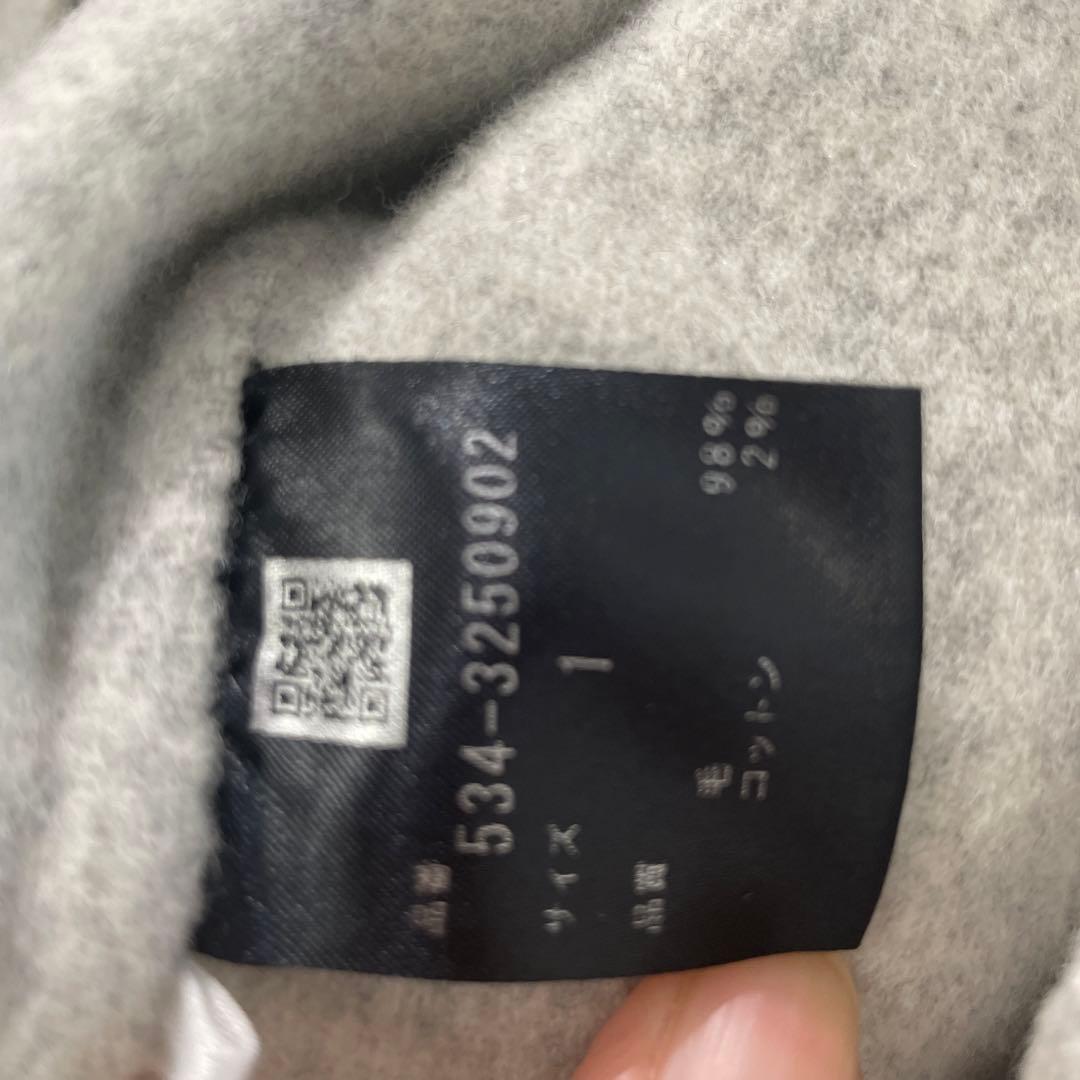 品番
534-3250902
サイズ 1
品質
毛 98%
コットン 2%